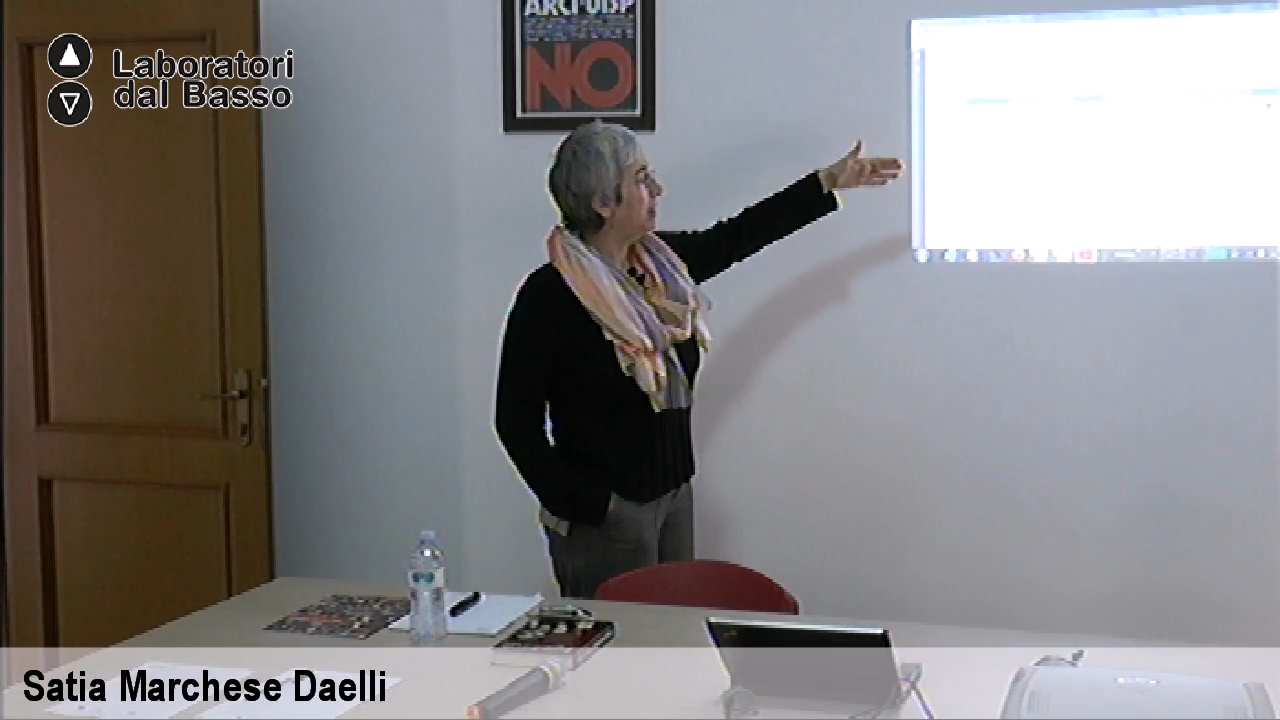 Laboratori
dal Basso
ARCI-UISP
NO
Satia Marchese Daelli